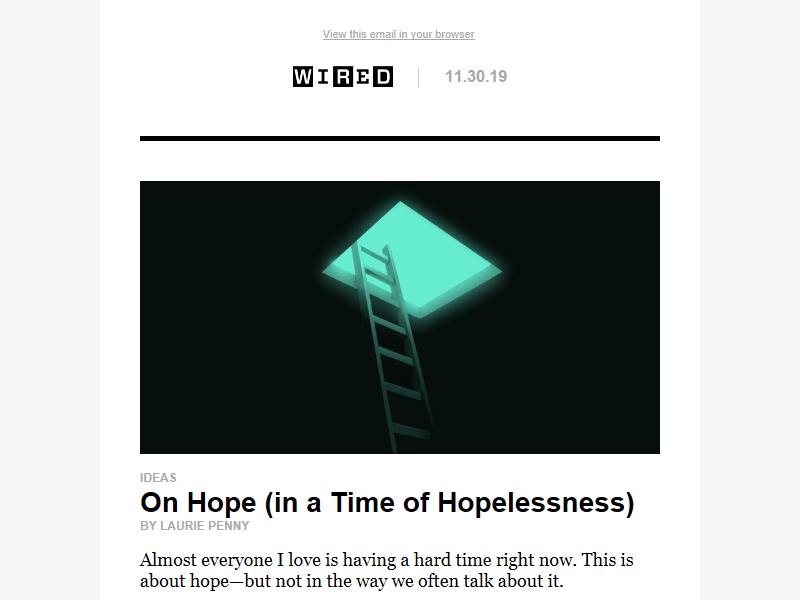 View this email in your browser
WIRED | 11.30.19
IDEAS
On Hope (in a Time of Hopelessness)
BY LAURIE PENNY
Almost everyone I love is having a hard time right now. This is
about hope—but not in the way we often talk about it.